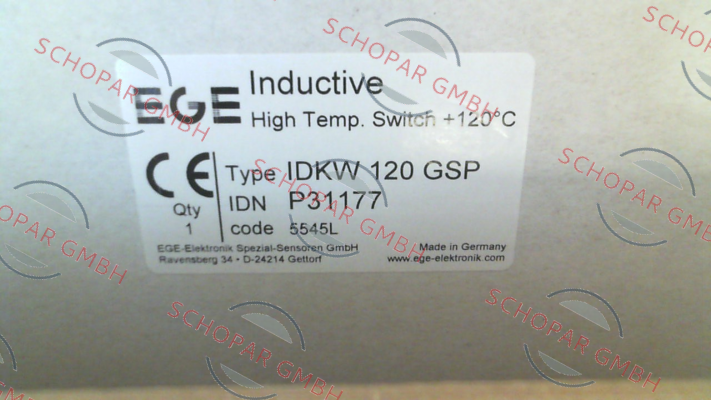 EGE Inductive
High Temp. Switch +120°C
CE Type IDKW 120 GSP
Qty IDN P31177
1 code 5545L
EGE-Elektronik Spezial-Sensoren GmbH Made in Germany
Ravensberg 34 • D-24214 Gettorf www.ege-elektronik.com
SCHOPAR GMBH
SCHOPAR GMBH
SCHOPAR GMBH
SCHOPAR GMBH
SCHOPAR GMBH
SCHOPAR GMBH
SCHOPAR GMBH
SCHOPAR GMBH